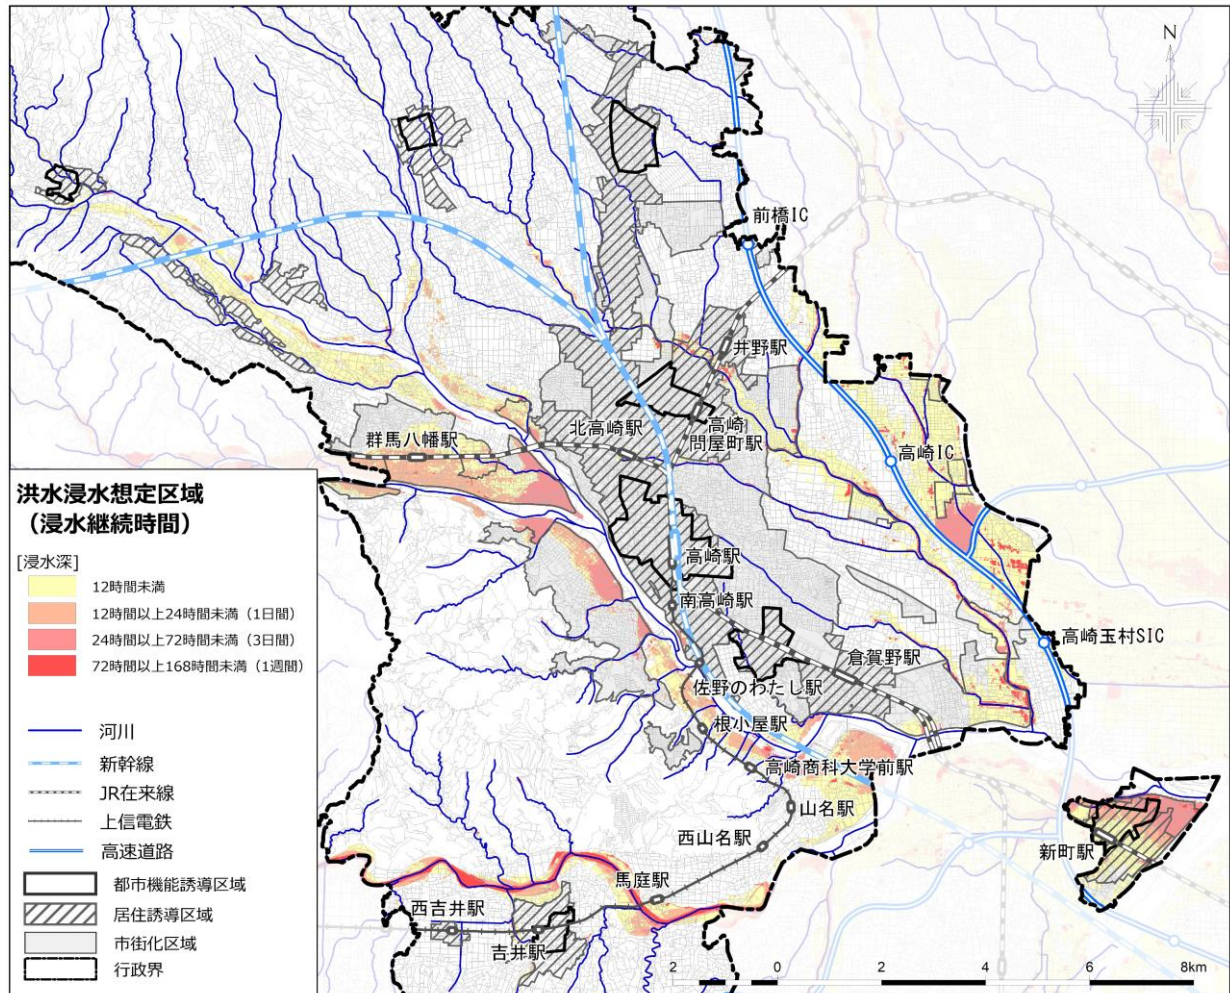 N
前橋IC
井野駅
北高崎駅
高崎
問屋町駅
群馬八幡駅
高崎IC
高崎駅
南高崎駅
高崎玉村SIC
倉賀野駅
佐野のわたし駅
根小屋駅
高崎商科大学前駅
山名駅
西山名駅
新町駅
馬庭駅
西吉井駅
吉井駅
洪水浸水想定区域
（浸水継続時間）
[浸水深]
12時間未満
12時間以上24時間未満（1日間）
24時間以上72時間未満（3日間）
72時間以上168時間未満（1週間）
河川
新幹線
JR在来線
上信電鉄
高速道路
都市機能誘導区域
居住誘導区域
市街化区域
行政界
2 0 2 4 6 8km